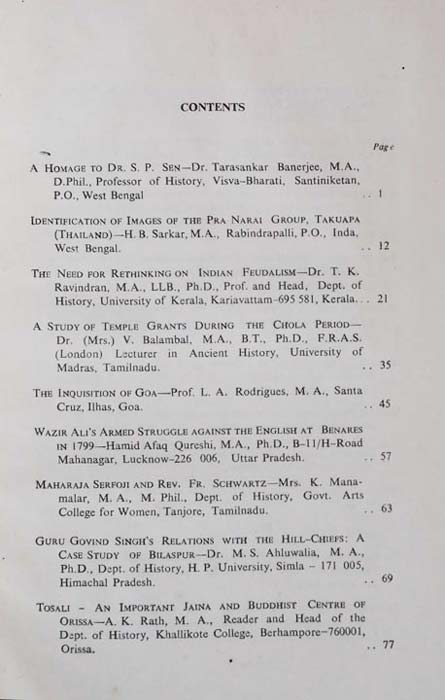 CONTENTS
Page
A HOMAGE TO DR. S. P. SEN—Dr. Tarasankar Banerjee, M.A.,
D.Phil., Professor of History, Visva-Bharati, Santiniketan,
P.O., West Bengal .. 1
IDENTIFICATION OF IMAGES OF THE PRA NARAI GROUP, TAKUAPA
(THAILAND)—H. B. Sarkar, M.A., Rabindrapalli, P.O., Inda,
West Bengal. .. 12
THE NEED FOR RETHINKING ON INDIAN FEUDALISM—Dr. T. K.
Ravindran, M.A., LLB., Ph.D., Prof. and Head, Dept. of
History, University of Kerala, Kariavattam-695 581, Kerala... 21
A STUDY OF TEMPLE GRANTS DURING THE CHOLA PERIOD—
Dr. (Mrs.) V. Balambal, M.A., B.T., Ph.D., F.R.A.S.
(London) Lecturer in Ancient History, University of
Madras, Tamilnadu. .. 35
THE INQUISITION OF GOA—Prof. L. A. Rodrigues, M. A., Santa
Cruz, Ilhas, Goa. .. 45
WAZIR ALI'S ARMED STRUGGLE AGAINST THE ENGLISH AT BENARES
IN 1799—Hamid Afaq Qureshi, M.A., Ph.D., B-11/H-Road
Mahanagar, Lucknow-226 006, Uttar Pradesh. .. 57
MAHARAJA SERFOJI AND REV. FR. SCHWARTZ—Mrs. K. Mana-
malar, M. A., M. Phil., Dept. of History, Govt. Arts
College for Women, Tanjore, Tamilnadu. .. 63
GURU GOVIND SINGH'S RELATIONS WITH THE HILL-CHIEFS: A
CASE STUDY OF BILASPUR—Dr. M. S. Ahluwalia, M. A.,
Ph.D., Dept. of History, H. P. University, Simla – 171 005,
Himachal Pradesh. .. 69
TOSALI – AN IMPORTANT JAINA AND BUDDHIST CENTRE OF
ORISSA—A. K. Rath, M. A., Reader and Head of the
Dept. of History, Khallikote College, Berhampore-760001,
Orissa. .. 77